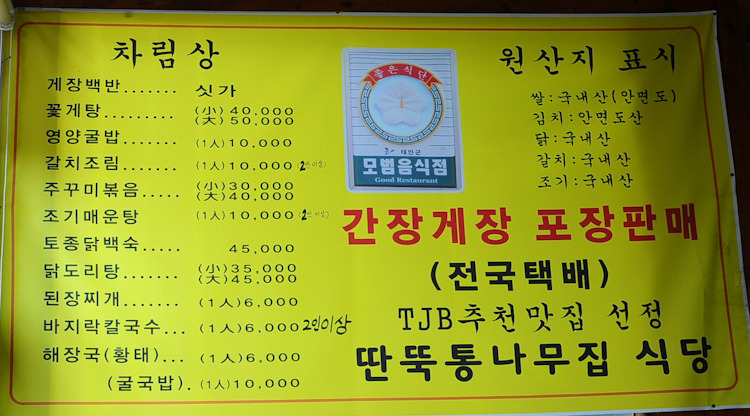 차림상
게장백반....... 싯가
꽃게탕......... (小) 40,000
(大) 50,000
영양굴밥....... (1人) 10,000
갈치조림....... (1人) 10,000 (2인 이상)
주꾸미볶음..... (小) 30,000
(大) 40,000
조기매운탕 (1人) 10,000 (2인 이상)
토종닭백숙..... 45,000
닭도리탕....... (小) 35,000
(大) 45,000
된장찌개....... (1人) 6,000
바지락칼국수... (1人) 6,000 2인이상
해장국(황태)... (1人) 6,000
(굴국밥). (1人) 10,000
좋은식단
태안군
모범음식점
Good Restaurant
원산지 표시
쌀:국내산(안면도)
김치:안면도산
닭:국내산
갈치:국내산
조기:국내산
간장게장 포장판매
(전국택배)
TJB추천맛집 선정
딴뚝통나무집 식당